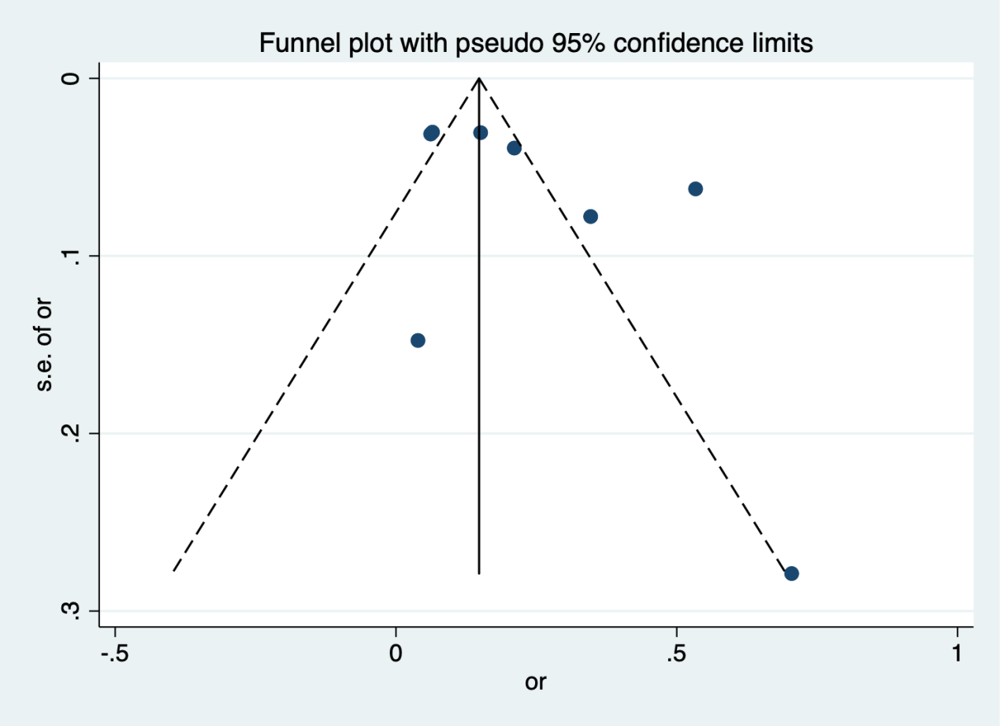 Funnel plot with pseudo 95% confidence limits
0
.1
.2
.3
s.e. of or
-.5
0
.5
1
or